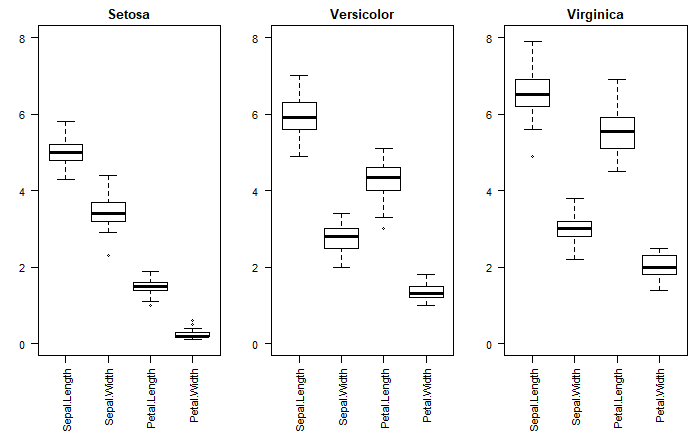 Setosa
8
6
4
2
0
Sepal.Length
Sepal.Width
Petal.Length
Petal.Width
Versicolor
8
6
4
2
0
Sepal.Length
Sepal.Width
Petal.Length
Petal.Width
Virginica
8
6
4
2
0
Sepal.Length
Sepal.Width
Petal.Length
Petal.Width